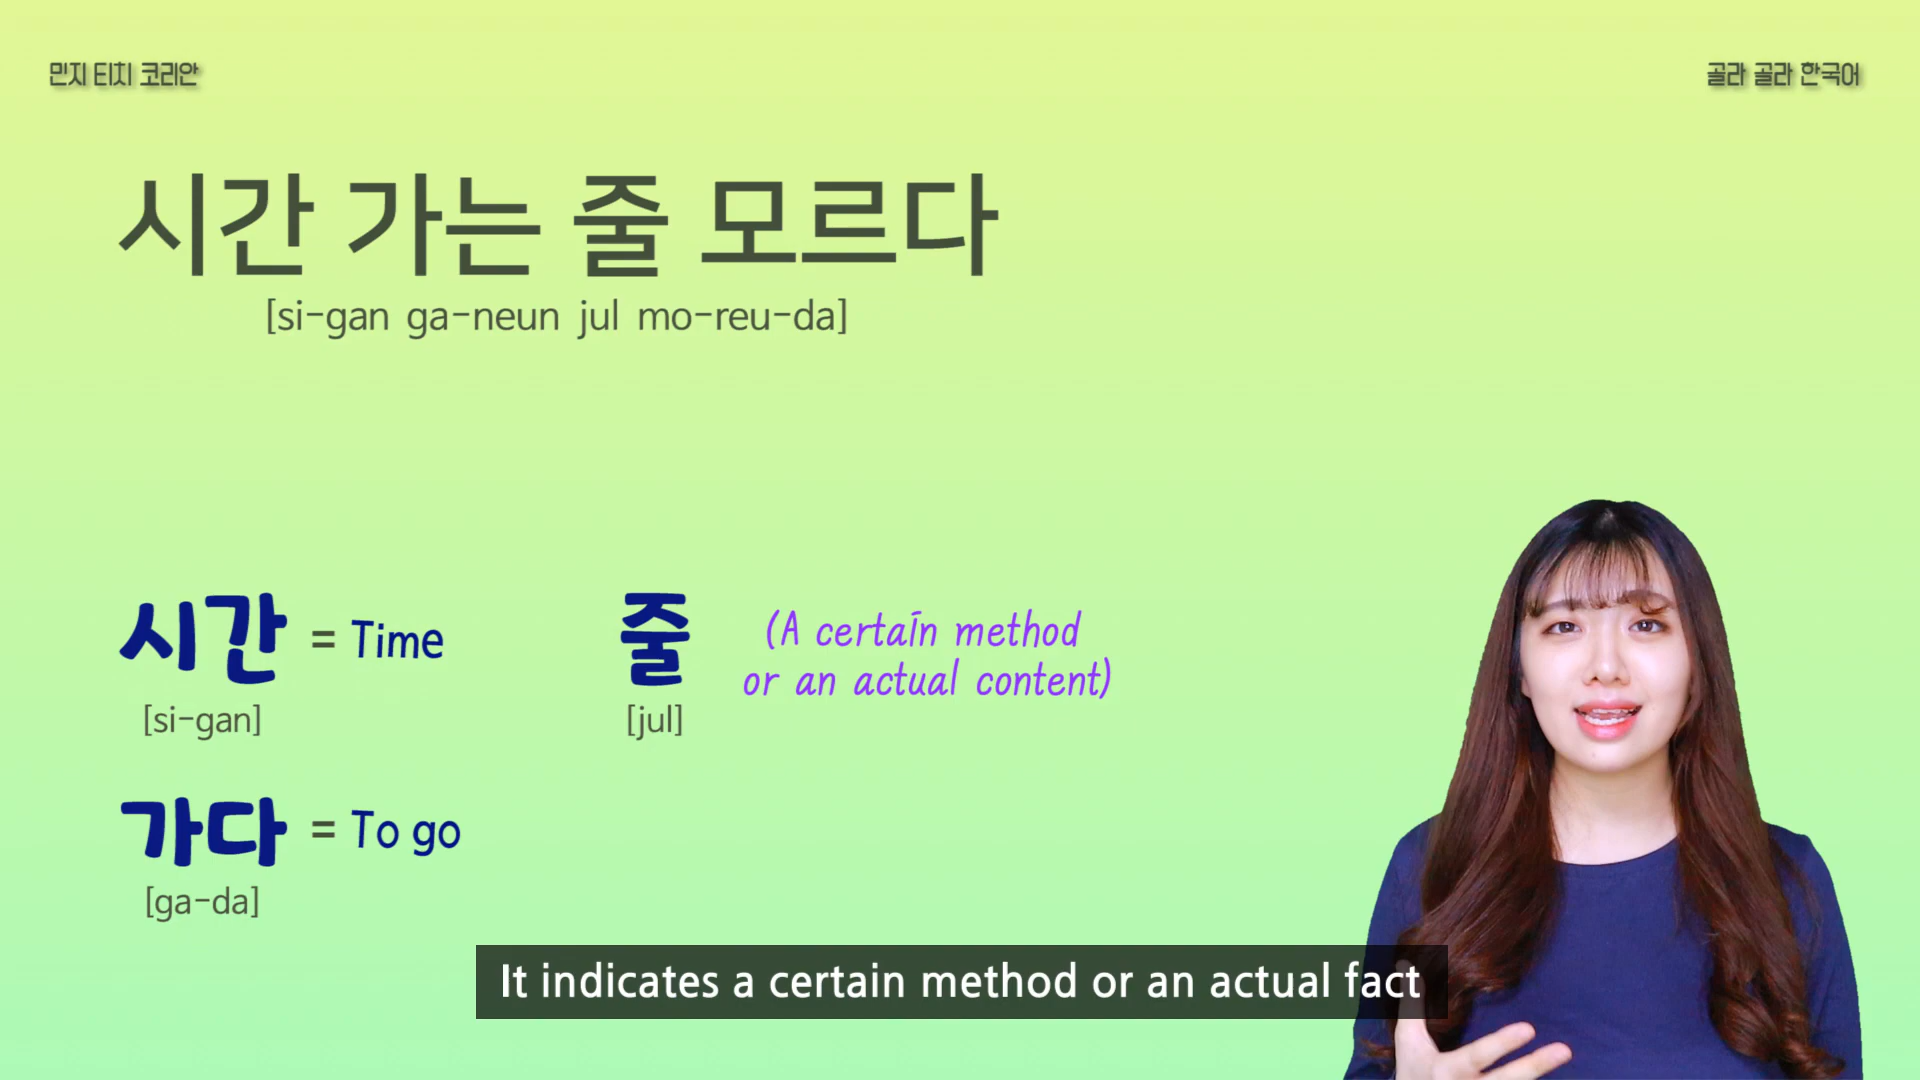 민지 티치 코리안
골라 골라 한국어
시간 가는 줄 모르다
[si-gan ga-neun jul mo-reu-da]
시간 = Time
[si-gan]
줄 (A certain method
or an actual content)
[jul]
가다 = To go
[ga-da]
It indicates a certain method or an actual fact